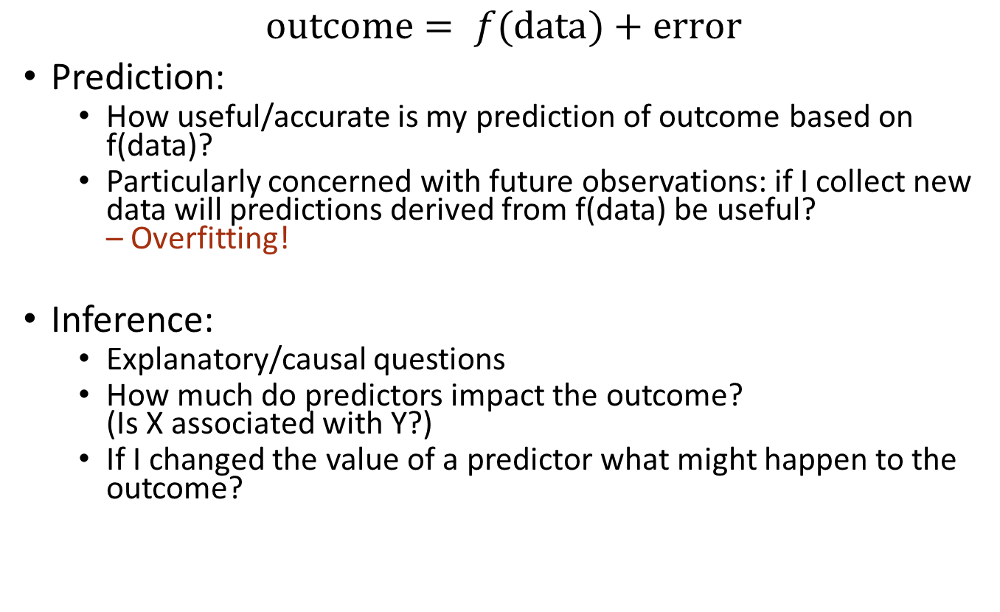 outcome = f(data) + error
• Prediction:
• How useful/accurate is my prediction of outcome based on
f(data)?
• Particularly concerned with future observations: if I collect new
data will predictions derived from f(data) be useful?
– Overfitting!
• Inference:
• Explanatory/causal questions
• How much do predictors impact the outcome?
(Is X associated with Y?)
• If I changed the value of a predictor what might happen to the
outcome?